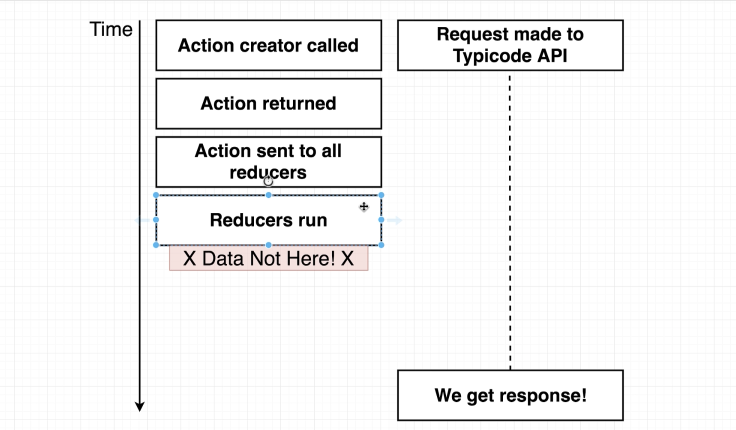 Time
Action creator called
Request made to
Typicode API
Action returned
Action sent to all
reducers
Reducers run
X Data Not Here! X
We get response!